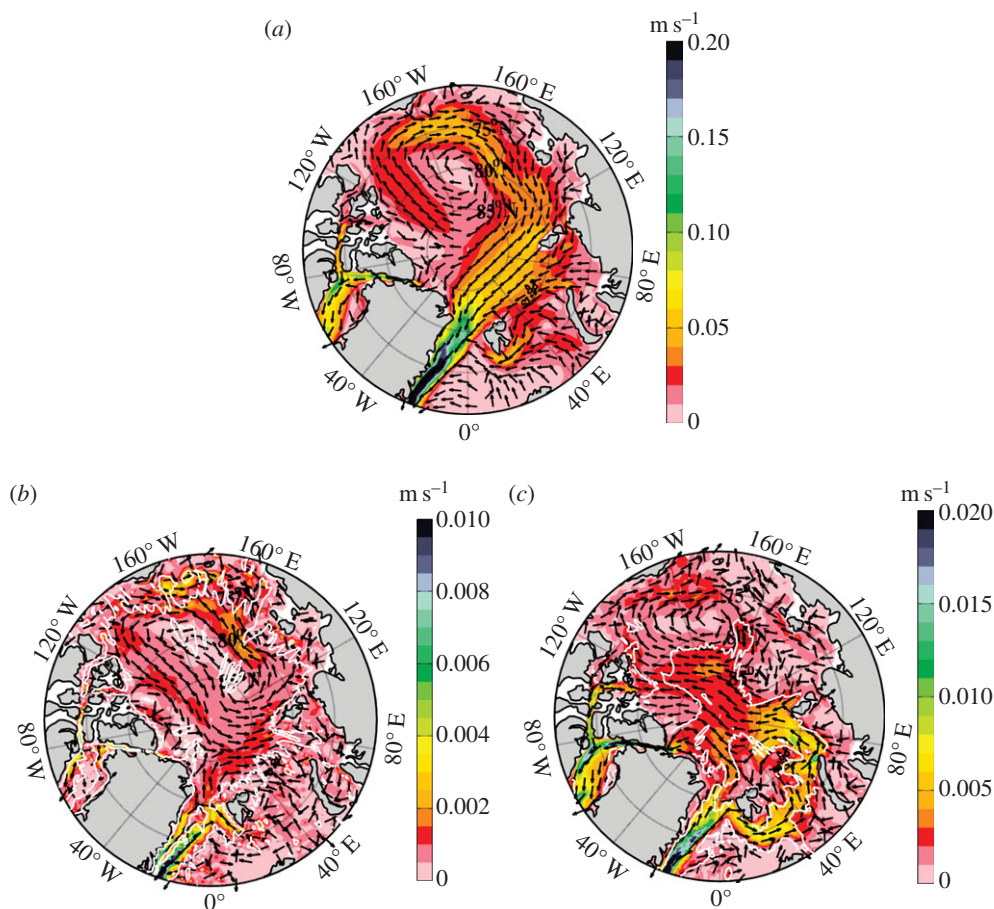 (a)
m s⁻¹
0.20
0.15
0.10
0.05
0
160° W
160° E
120° W
120° E
80° W
80° E
40° W
40° E
0°
75°N
80°N
85°N
(b)
m s⁻¹
0.010
0.008
0.006
0.004
0.002
0
160° W
160° E
120° W
120° E
80° W
80° E
40° W
40° E
0°
(c)
m s⁻¹
0.020
0.015
0.010
0.005
0
160° W
160° E
120° W
120° E
80° W
80° E
40° W
40° E
0°